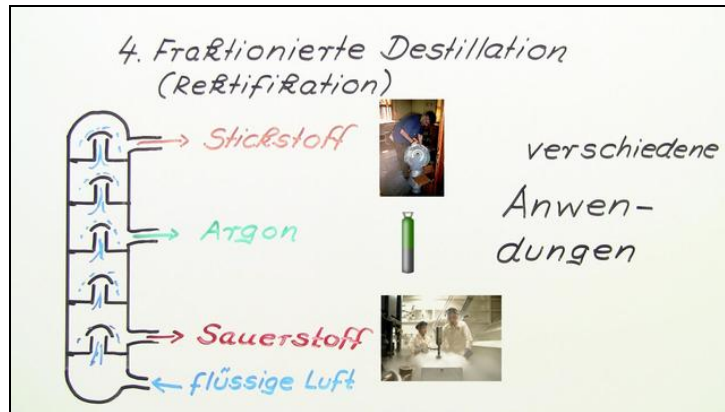 4. Fraktionierte Destillation
(Rektifikation)
Stickstoff
Argon
Sauerstoff
flüssige Luft
verschiedene
Anwen-
dungen